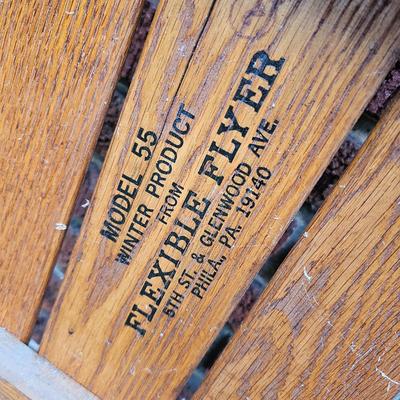 MODEL 55
WINTER PRODUCT
FROM
FLEXIBLE FLYER
5TH ST. & GLENWOOD AVE.
PHILA., PA. 19140